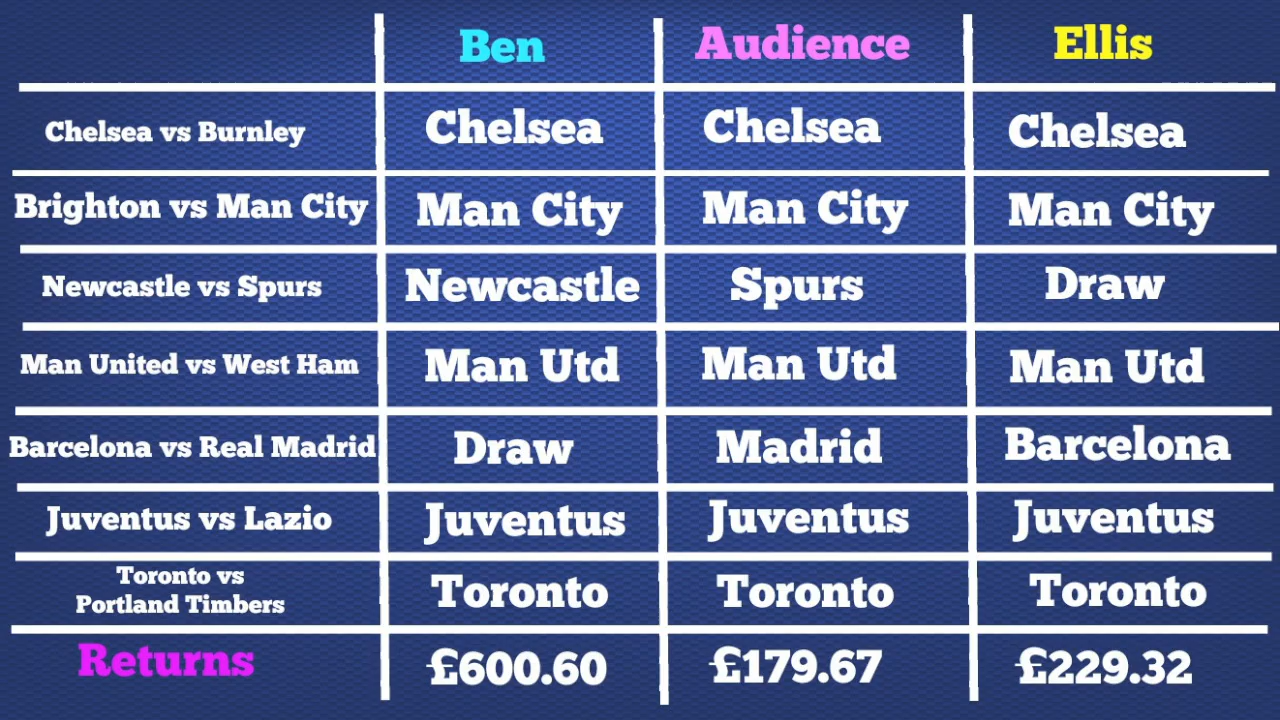 Ben Audience Ellis
Chelsea vs Burnley Chelsea Chelsea Chelsea
Brighton vs Man City Man City Man City Man City
Newcastle vs Spurs Newcastle Spurs Draw
Man United vs West Ham Man Utd Man Utd Man Utd
Barcelona vs Real Madrid Draw Madrid Barcelona
Juventus vs Lazio Juventus Juventus Juventus
Toronto vs
Portland Timbers Toronto Toronto Toronto
Returns £600.60 £179.67 £229.32